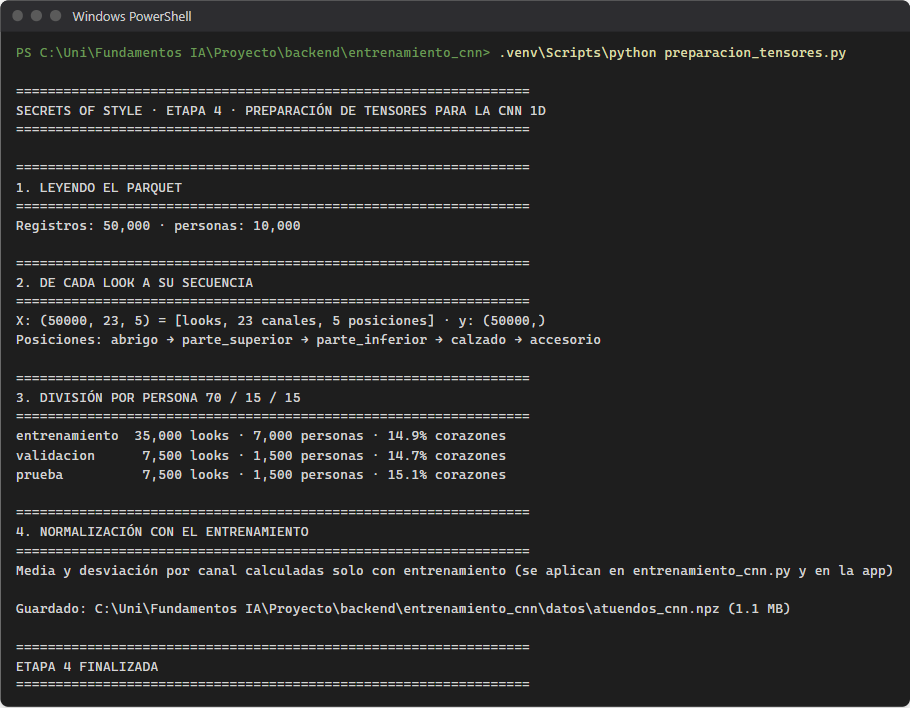 Windows PowerShell
PS C:\Uni\Fundamentos IA\Proyecto\backend\entrenamiento_cnn> .venv\Scripts\python preparacion_tensores.py
=================================================================
SECRETS OF STYLE · ETAPA 4 · PREPARACIÓN DE TENSORES PARA LA CNN 1D
=================================================================
=================================================================
1. LEYENDO EL PARQUET
=================================================================
Registros: 50,000 · personas: 10,000
=================================================================
2. DE CADA LOOK A SU SECUENCIA
=================================================================
X: (50000, 23, 5) = [looks, 23 canales, 5 posiciones] · y: (50000,)
Posiciones: abrigo → parte_superior → parte_inferior → calzado → accesorio
=================================================================
3. DIVISIÓN POR PERSONA 70 / 15 / 15
=================================================================
entrenamiento  35,000 looks · 7,000 personas · 14.9% corazones
validacion      7,500 looks · 1,500 personas · 14.7% corazones
prueba          7,500 looks · 1,500 personas · 15.1% corazones
=================================================================
4. NORMALIZACIÓN CON EL ENTRENAMIENTO
=================================================================
Media y desviación por canal calculadas solo con entrenamiento (se aplican en entrenamiento_cnn.py y en la app)
Guardado: C:\Uni\Fundamentos IA\Proyecto\backend\entrenamiento_cnn\datos\atuendos_cnn.npz (1.1 MB)
=================================================================
ETAPA 4 FINALIZADA
=================================================================